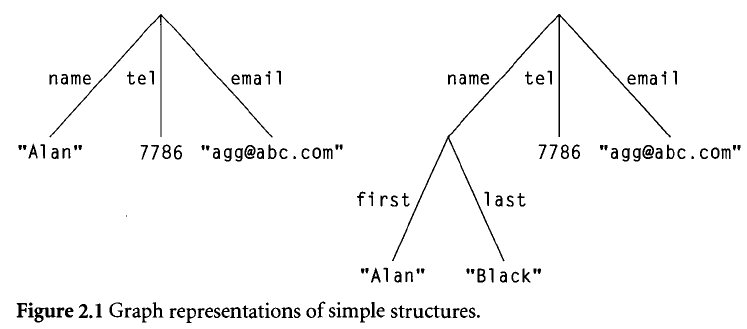 name tel email name tel email
"Alan" 7786 "agg@abc.com" 7786 "agg@abc.com"
first last
"Alan" "Black"
Figure 2.1 Graph representations of simple structures.